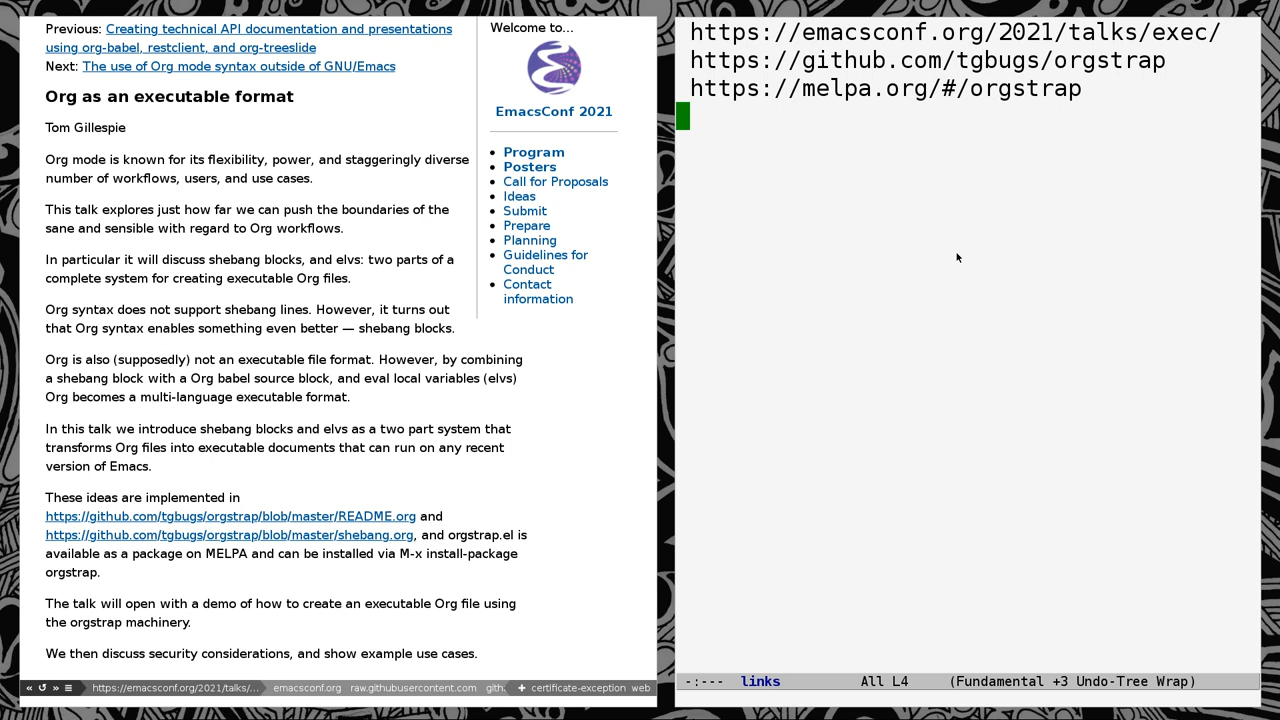 Previous: Creating technical API documentation and presentations
using org-babel, restclient, and org-treeslide
Next: The use of Org mode syntax outside of GNU/Emacs
Org as an executable format
Tom Gillespie
Org mode is known for its flexibility, power, and staggeringly diverse
number of workflows, users, and use cases.
This talk explores just how far we can push the boundaries of the
sane and sensible with regard to Org workflows.
In particular it will discuss shebang blocks, and elvs: two parts of a
complete system for creating executable Org files.
Org syntax does not support shebang lines. However, it turns out
that Org syntax enables something even better — shebang blocks.
Org is also (supposedly) not an executable file format. However, by combining
a shebang block with a Org babel source block, and eval local variables (elvs)
Org becomes a multi-language executable format.
In this talk we introduce shebang blocks and elvs as a two part system that
transforms Org files into executable documents that can run on any recent
version of Emacs.
These ideas are implemented in
https://github.com/tgbugs/orgstrap/blob/master/README.org and
https://github.com/tgbugs/orgstrap/blob/master/shebang.org, and orgstrap.el is
available as a package on MELPA and can be installed via M-x install-package
orgstrap.
The talk will open with a demo of how to create an executable Org file using
the orgstrap machinery.
We then discuss security considerations, and show example use cases.
Welcome to...
EmacsConf 2021
Program
Posters
Call for Proposals
Ideas
Submit
Prepare
Planning
Guidelines for
Conduct
Contact
information
« ↺ » ≡ https://emacsconf.org/2021/talks/... emacsconf.org raw.githubusercontent.com gith. + certificate-exception web
https://emacsconf.org/2021/talks/exec/
https://github.com/tgbugs/orgstrap
https://melpa.org/#/orgstrap
-:--- links All L4 (Fundamental +3 Undo-Tree Wrap)